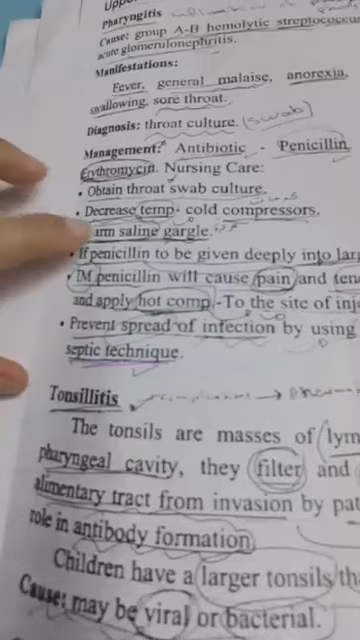 Upper
Pharyngitis
Cause: group A-B hemolytic streptococcus
acute glomerulonephritis.
Manifestations:
Fever, general malaise, anorexia,
swallowing, sore throat.
Diagnosis: throat culture. (swab)
Management: Antibiotic - Penicillin
Erythromycin. Nursing Care:
• Obtain throat swab culture.
• Decrease temp. cold compressors.
arm saline gargle.
• If penicillin to be given deeply into lar
• IM penicillin will cause pain and ten
and apply hot comp -To the site of inj
• Prevent spread of infection by using
septic technique.
Tonsillitis
The tonsils are masses of lym
pharyngeal cavity, they filter and
alimentary tract from invasion by pat
role in antibody formation
Children have a larger tonsils th
Cause: may be viral or bacterial.